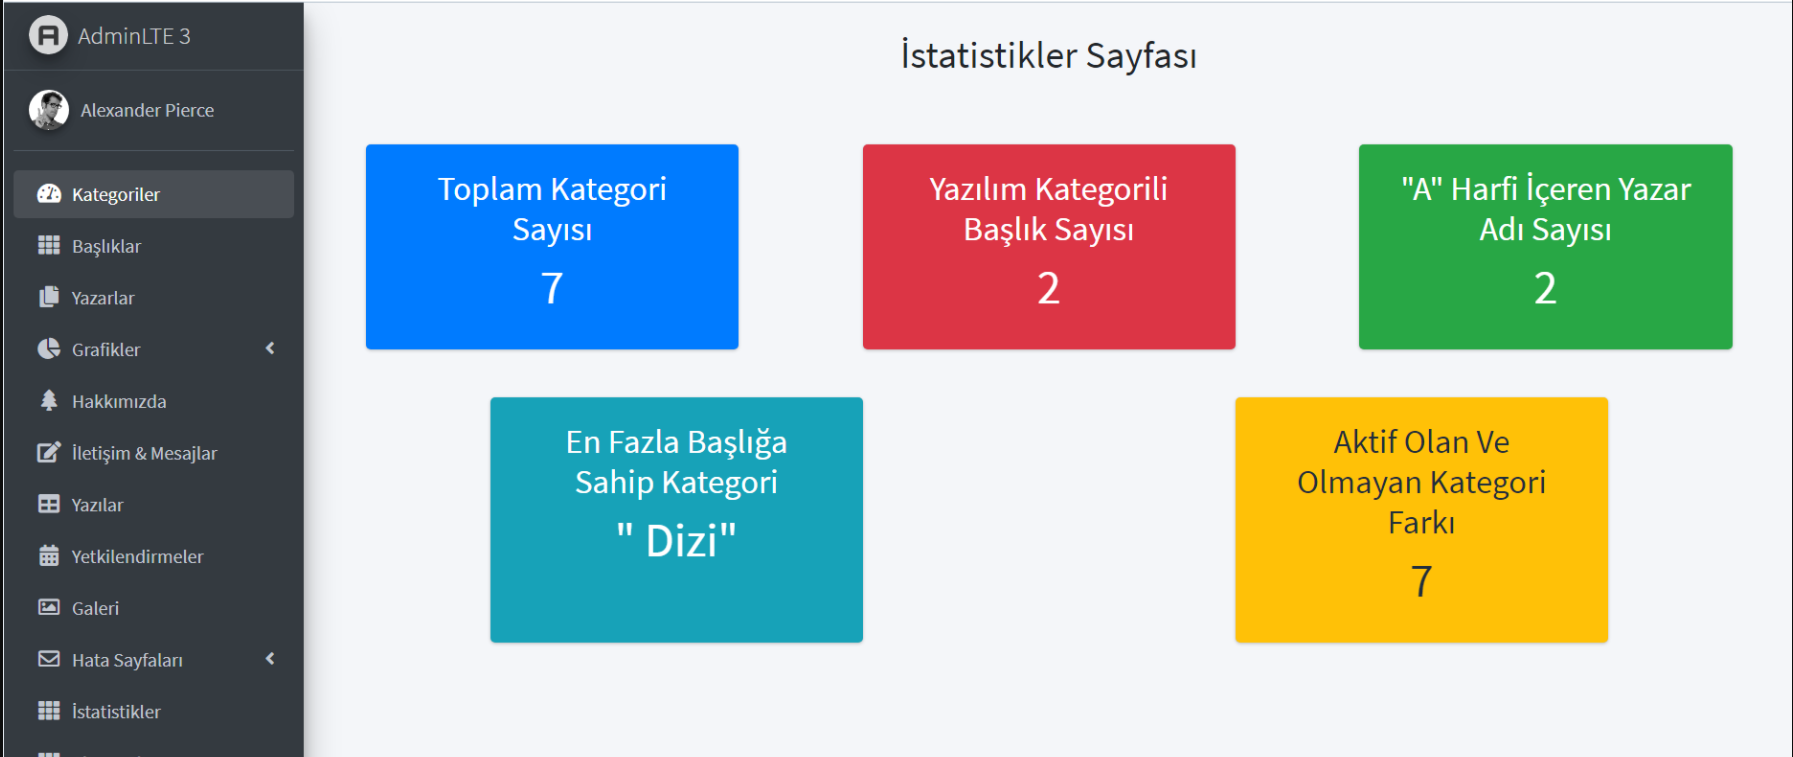 AdminLTE 3
Alexander Pierce
Kategoriler
Başlıklar
Yazarlar
Grafikler
Hakkımızda
İletişim & Mesajlar
Yazılar
Yetkilendirmeler
Galeri
Hata Sayfaları
İstatistikler
İstatistikler Sayfası
Toplam Kategori
Sayısı
7
Yazılım Kategorili
Başlık Sayısı
2
"A" Harfi İçeren Yazar
Adı Sayısı
2
En Fazla Başlığa
Sahip Kategori
" Dizi"
Aktif Olan Ve
Olmayan Kategori
Farkı
7